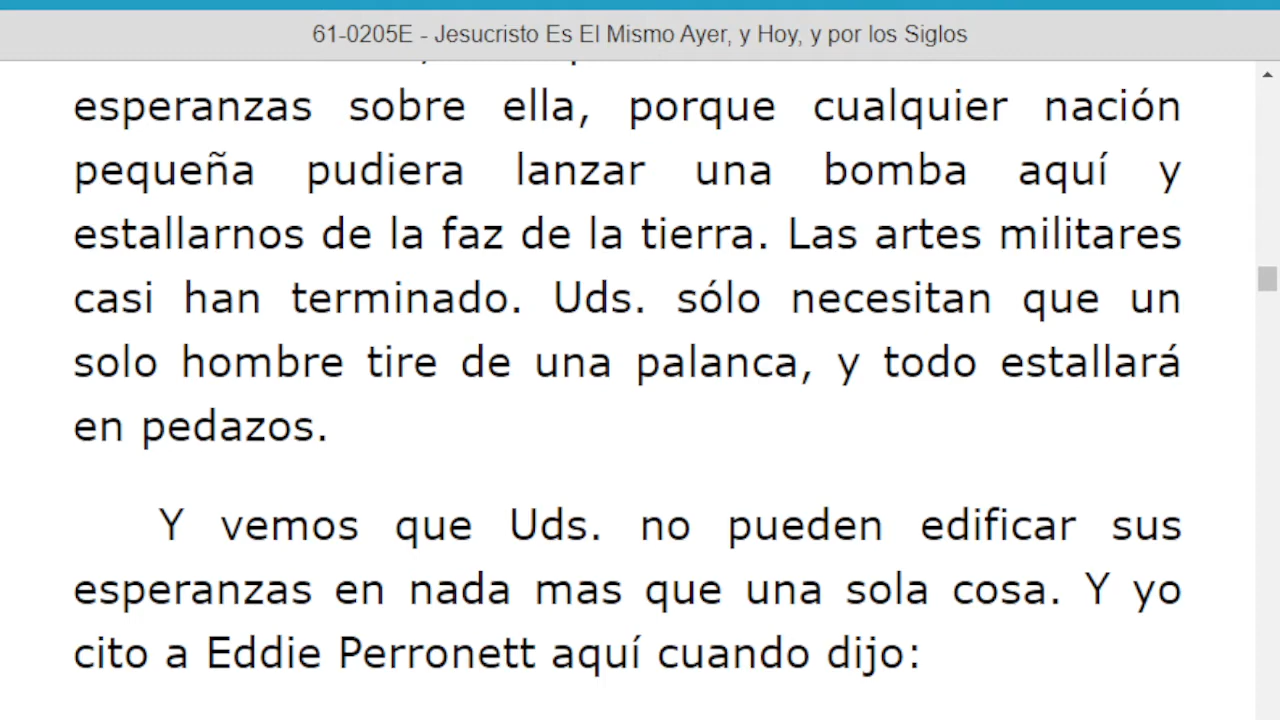 61-0205E - Jesucristo Es El Mismo Ayer, y Hoy, y por los Siglos
esperanzas sobre ella, porque cualquier nación
pequeña pudiera lanzar una bomba aquí y
estallarnos de la faz de la tierra. Las artes militares
casi han terminado. Uds. sólo necesitan que un
solo hombre tire de una palanca, y todo estallará
en pedazos.
Y vemos que Uds. no pueden edificar sus
esperanzas en nada mas que una sola cosa. Y yo
cito a Eddie Perronett aquí cuando dijo: